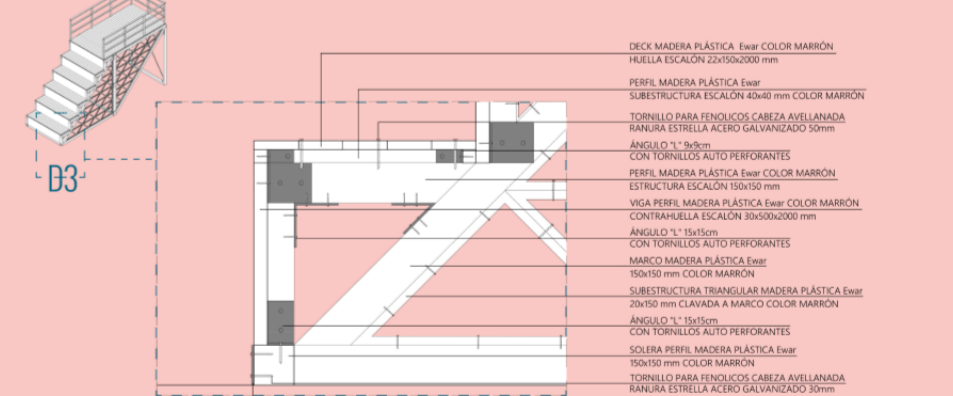 DECK MADERA PLÁSTICA Ewar COLOR MARRÓN
HUELLA ESCALÓN 22x150x2000 mm
PERFIL MADERA PLÁSTICA Ewar
SUBESTRUCTURA ESCALÓN 40x40 mm COLOR MARRÓN
TORNILLO PARA FENOLICOS CABEZA AVELLANADA
RANURA ESTRELLA ACERO GALVANIZADO 50mm
ÁNGULO "L" 9x9cm
CON TORNILLOS AUTO PERFORANTES
PERFIL MADERA PLÁSTICA Ewar COLOR MARRÓN
ESTRUCTURA ESCALÓN 150x150 mm
VIGA PERFIL MADERA PLÁSTICA Ewar COLOR MARRÓN
CONTRAHUELLA ESCALÓN 30x500x2000 mm
ÁNGULO "L" 15x15cm
CON TORNILLOS AUTO PERFORANTES
MARCO MADERA PLÁSTICA Ewar
150x150 mm COLOR MARRÓN
SUBESTRUCTURA TRIANGULAR MADERA PLÁSTICA Ewar
20x150 mm CLAVADA A MARCO COLOR MARRÓN
ÁNGULO "L" 15x15cm
CON TORNILLOS AUTO PERFORANTES
SOLERA PERFIL MADERA PLÁSTICA Ewar
150x150 mm COLOR MARRÓN
TORNILLO PARA FENOLICOS CABEZA AVELLANADA
RANURA ESTRELLA ACERO GALVANIZADO 30mm
D3